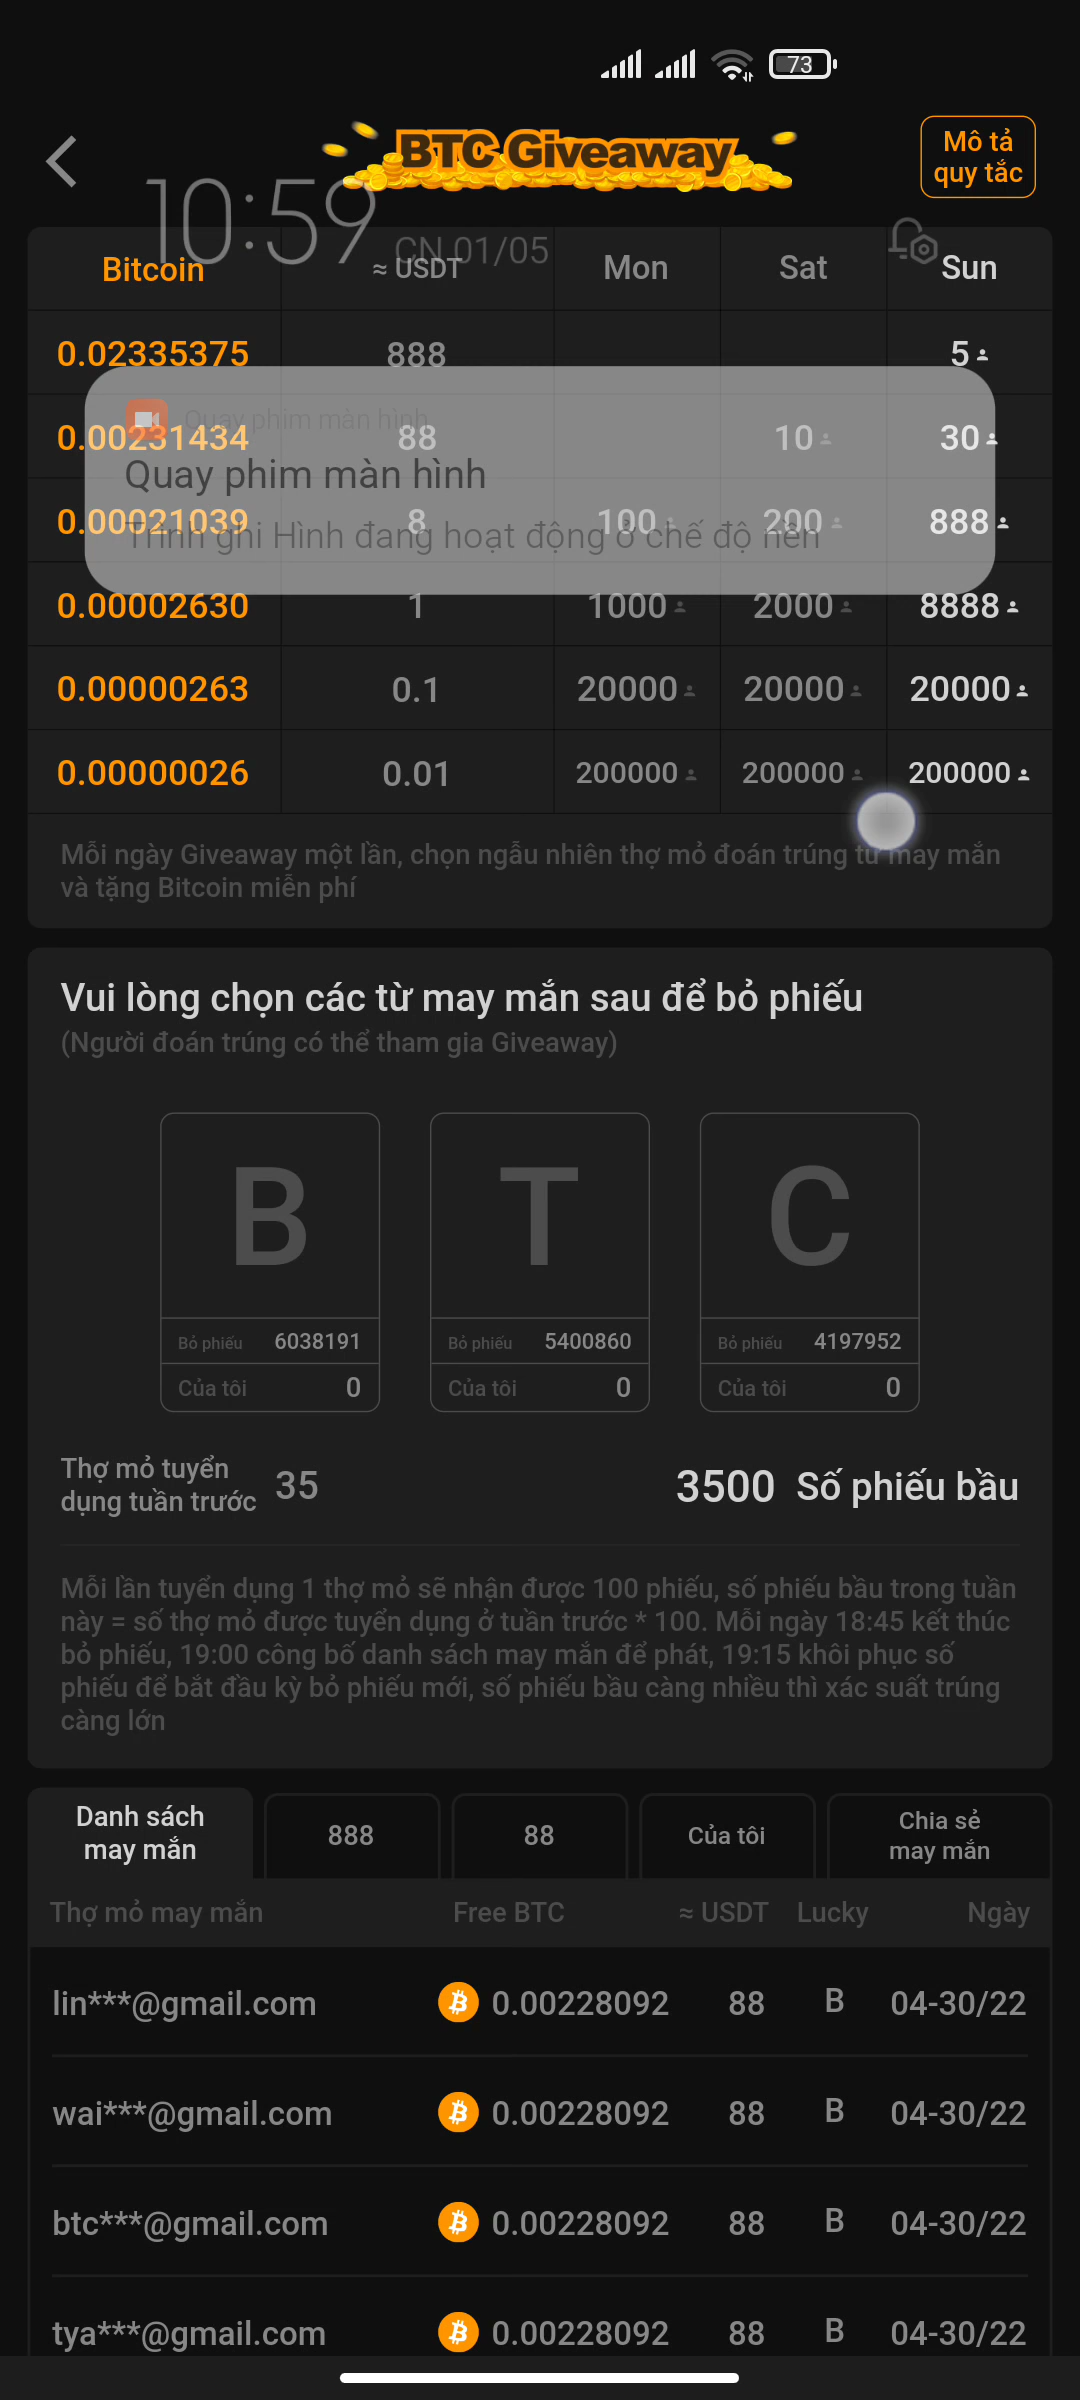 73
BTC Giveaway
Mô tả
quy tắc
10:59 CN 01/05
Bitcoin ≈ USDT Mon Sat Sun
0.02335375 888 5
Quay phim màn hình
0.00231434 88 10 30
Quay phim màn hình
0.00021039 8 100 200 888
Trình ghi Hình đang hoạt động ở chế độ nền
0.00002630 1 1000 2000 8888
0.00000263 0.1 20000 20000 20000
0.00000026 0.01 200000 200000 200000
Mỗi ngày Giveaway một lần, chọn ngẫu nhiên thợ mỏ đoán trúng từ may mắn
và tặng Bitcoin miễn phí
Vui lòng chọn các từ may mắn sau để bỏ phiếu
(Người đoán trúng có thể tham gia Giveaway)
B T C
Bỏ phiếu 6038191 Bỏ phiếu 5400860 Bỏ phiếu 4197952
Của tôi 0 Của tôi 0 Của tôi 0
Thợ mỏ tuyển
dụng tuần trước 35 3500 Số phiếu bầu
Mỗi lần tuyển dụng 1 thợ mỏ sẽ nhận được 100 phiếu, số phiếu bầu trong tuần
này = số thợ mỏ được tuyển dụng ở tuần trước * 100. Mỗi ngày 18:45 kết thúc
bỏ phiếu, 19:00 công bố danh sách may mắn để phát, 19:15 khôi phục số
phiếu để bắt đầu kỳ bỏ phiếu mới, số phiếu bầu càng nhiều thì xác suất trúng
càng lớn
Danh sách
may mắn
888
88
Của tôi
Chia sẻ
may mắn
Thợ mỏ may mắn Free BTC ≈ USDT Lucky Ngày
lin***@gmail.com 0.00228092 88 B 04-30/22
wai***@gmail.com 0.00228092 88 B 04-30/22
btc***@gmail.com 0.00228092 88 B 04-30/22
tya***@gmail.com 0.00228092 88 B 04-30/22